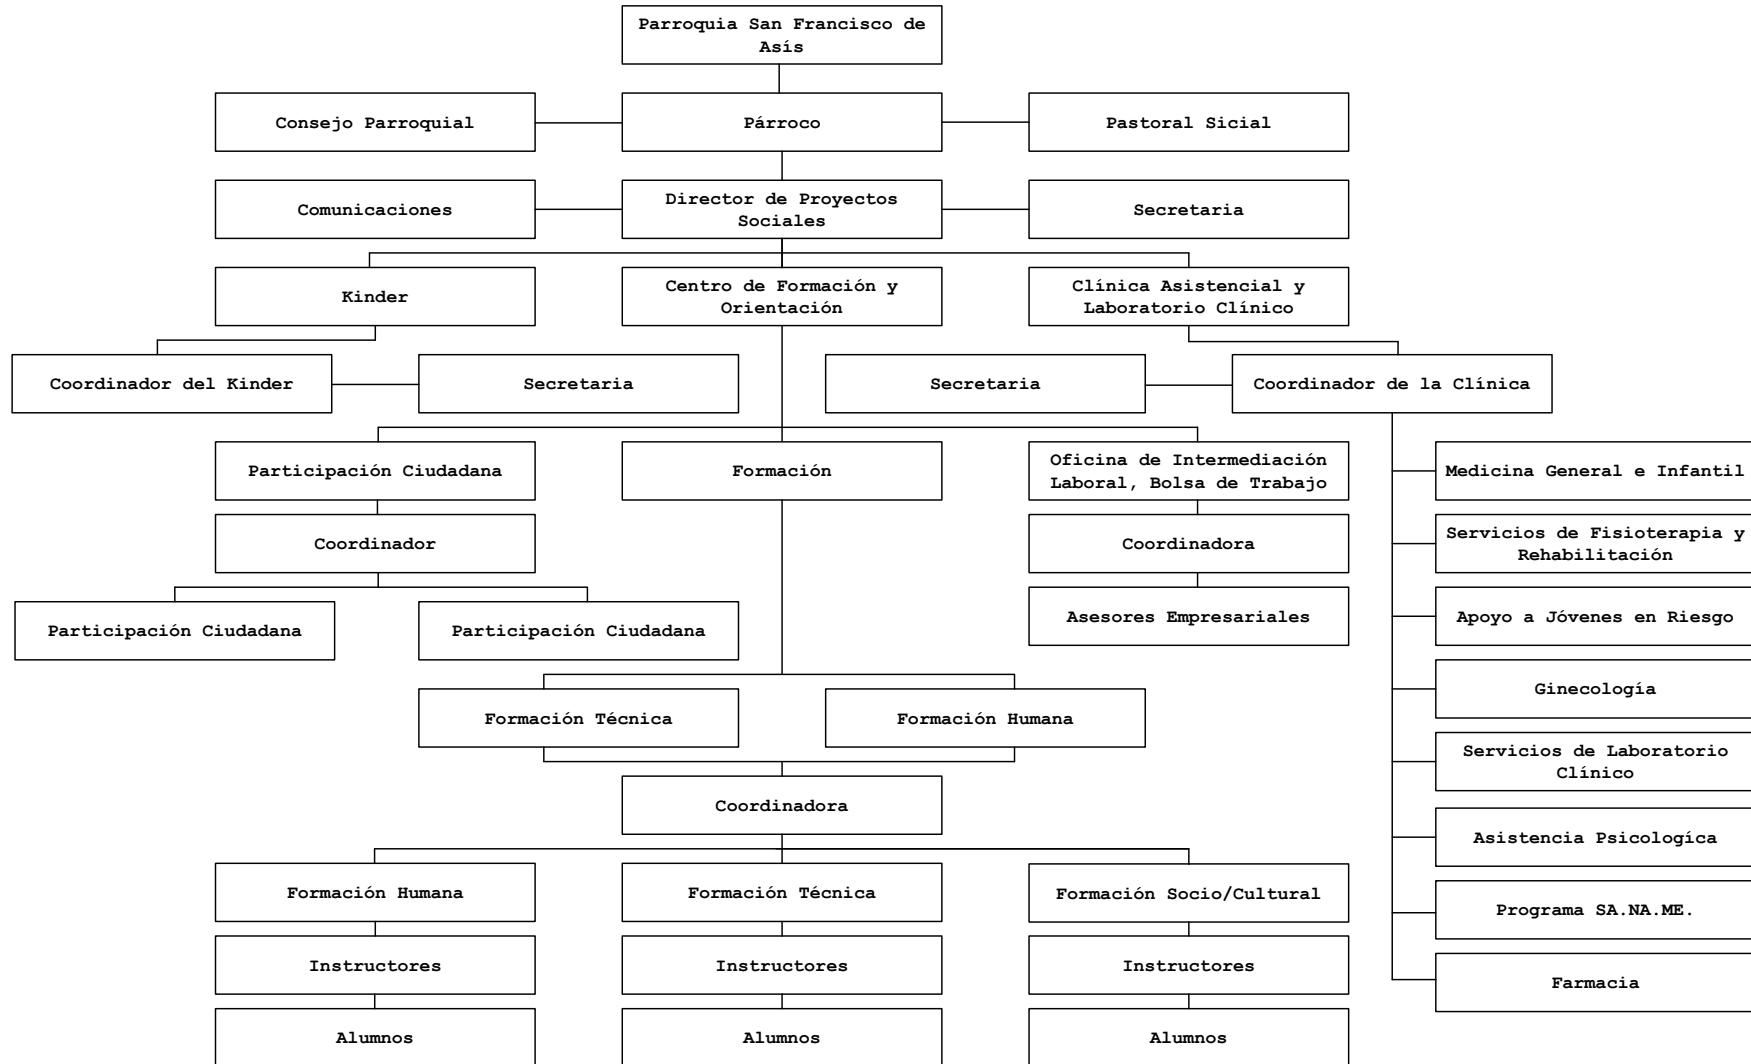 Parroquia San Francisco de
Asís
Consejo Parroquial
Párroco
Pastoral Sicial
Comunicaciones
Director de Proyectos
Sociales
Secretaria
Kinder
Centro de Formación y
Orientación
Clínica Asistencial y
Laboratorio Clínico
Coordinador del Kinder
Secretaria
Secretaria
Coordinador de la Clínica
Participación Ciudadana
Formación
Oficina de Intermediación
Laboral, Bolsa de Trabajo
Medicina General e Infantil
Coordinador
Coordinadora
Servicios de Fisioterapia y
Rehabilitación
Participación Ciudadana
Participación Ciudadana
Asesores Empresariales
Apoyo a Jóvenes en Riesgo
Formación Técnica
Formación Humana
Ginecología
Servicios de Laboratorio
Clínico
Coordinadora
Asistencia Psicologíca
Formación Humana
Formación Técnica
Formación Socio/Cultural
Programa SA.NA.ME.
Instructores
Instructores
Instructores
Farmacia
Alumnos
Alumnos
Alumnos